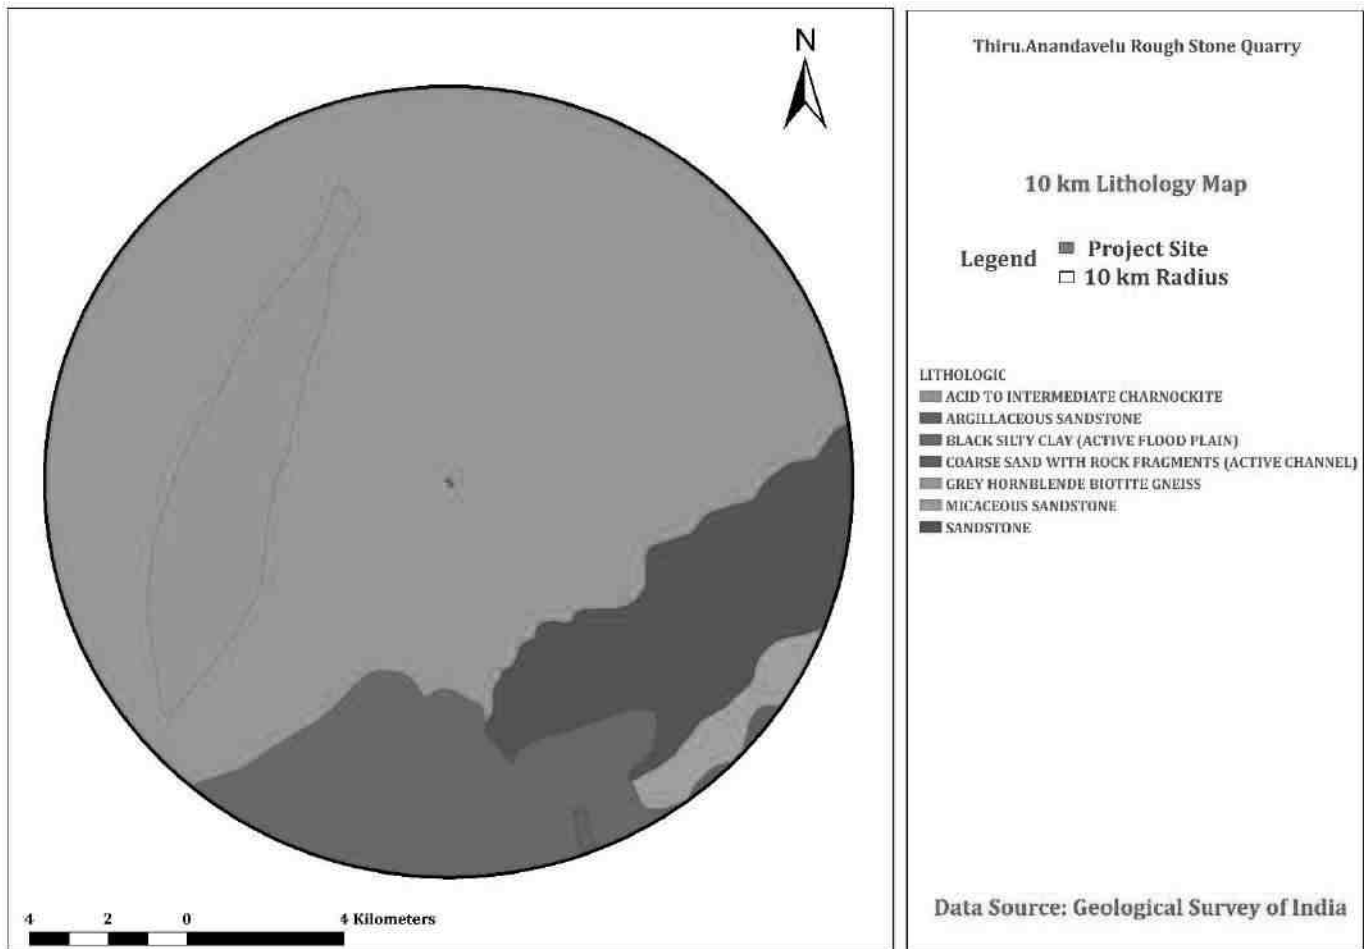 N
4 2 0 4 Kilometers
Thiru.Anandavelu Rough Stone Quarry
10 km Lithology Map
Legend
Project Site
10 km Radius
LITHOLOGIC
ACID TO INTERMEDIATE CHARNOCKITE
ARGILLACEOUS SANDSTONE
BLACK SILTY CLAY (ACTIVE FLOOD PLAIN)
COARSE SAND WITH ROCK FRAGMENTS (ACTIVE CHANNEL)
GREY HORNBLENDE BIOTITE GNEISS
MICACEOUS SANDSTONE
SANDSTONE
Data Source: Geological Survey of India